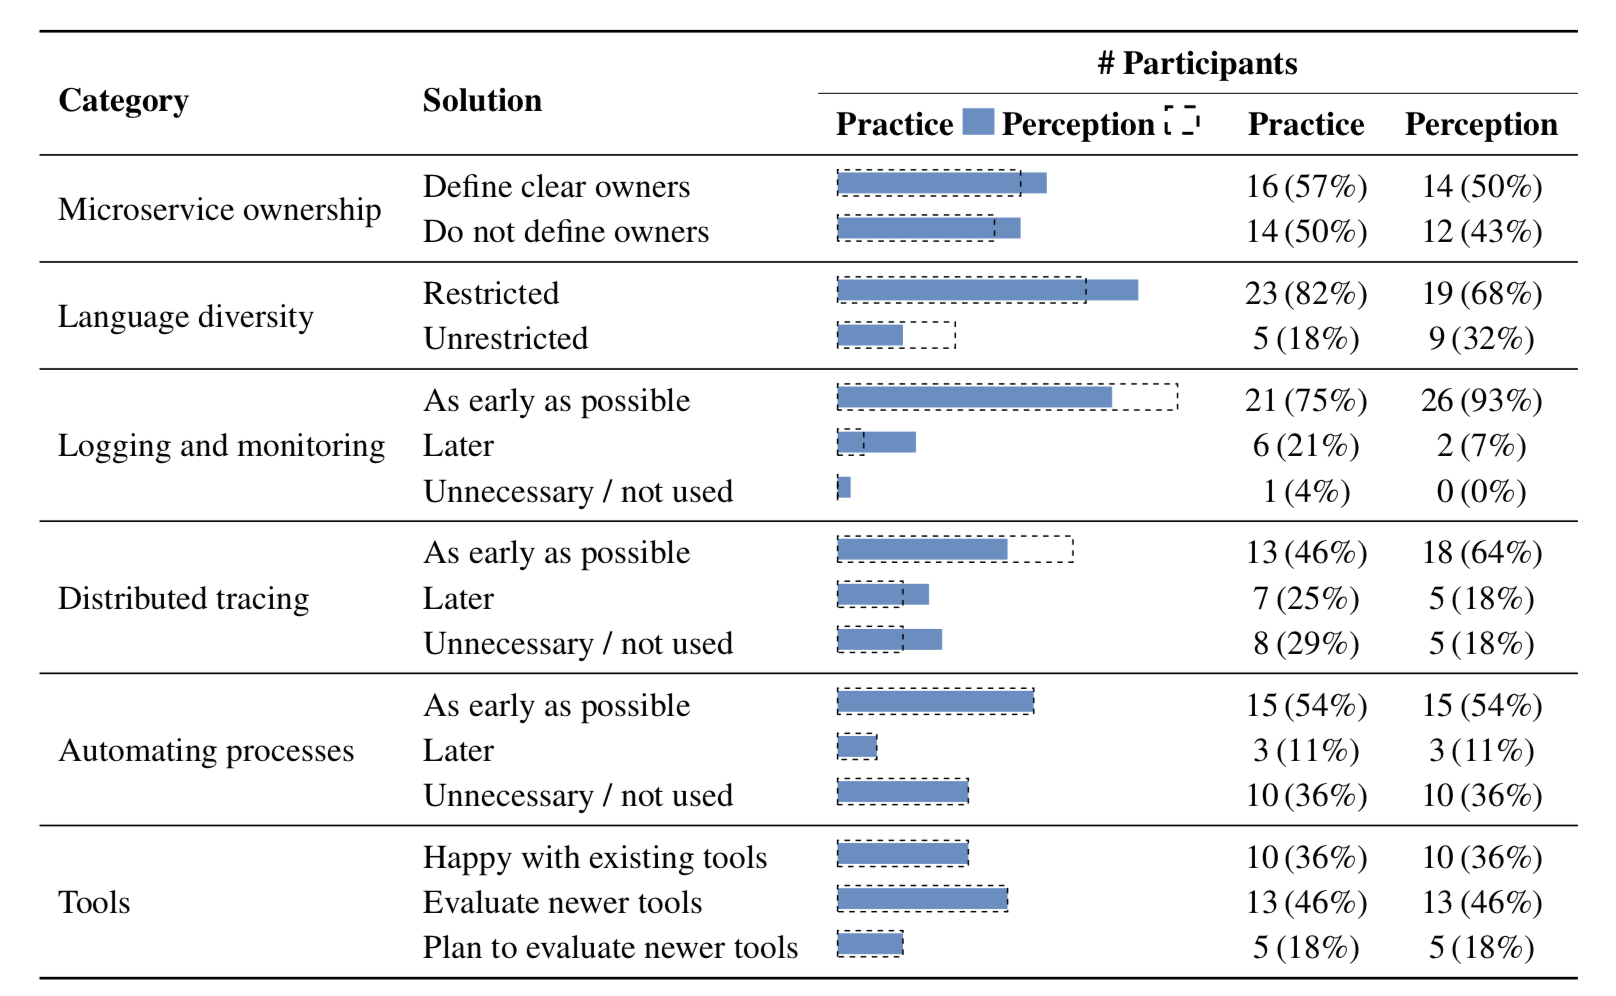 # Participants
Category Solution Practice Perception Practice Perception
Microservice ownership
Define clear owners 16 (57%) 14 (50%)
Do not define owners 14 (50%) 12 (43%)
Language diversity
Restricted 23 (82%) 19 (68%)
Unrestricted 5 (18%) 9 (32%)
Logging and monitoring
As early as possible 21 (75%) 26 (93%)
Later 6 (21%) 2 (7%)
Unnecessary / not used 1 (4%) 0 (0%)
Distributed tracing
As early as possible 13 (46%) 18 (64%)
Later 7 (25%) 5 (18%)
Unnecessary / not used 8 (29%) 5 (18%)
Automating processes
As early as possible 15 (54%) 15 (54%)
Later 3 (11%) 3 (11%)
Unnecessary / not used 10 (36%) 10 (36%)
Tools
Happy with existing tools 10 (36%) 10 (36%)
Evaluate newer tools 13 (46%) 13 (46%)
Plan to evaluate newer tools 5 (18%) 5 (18%)